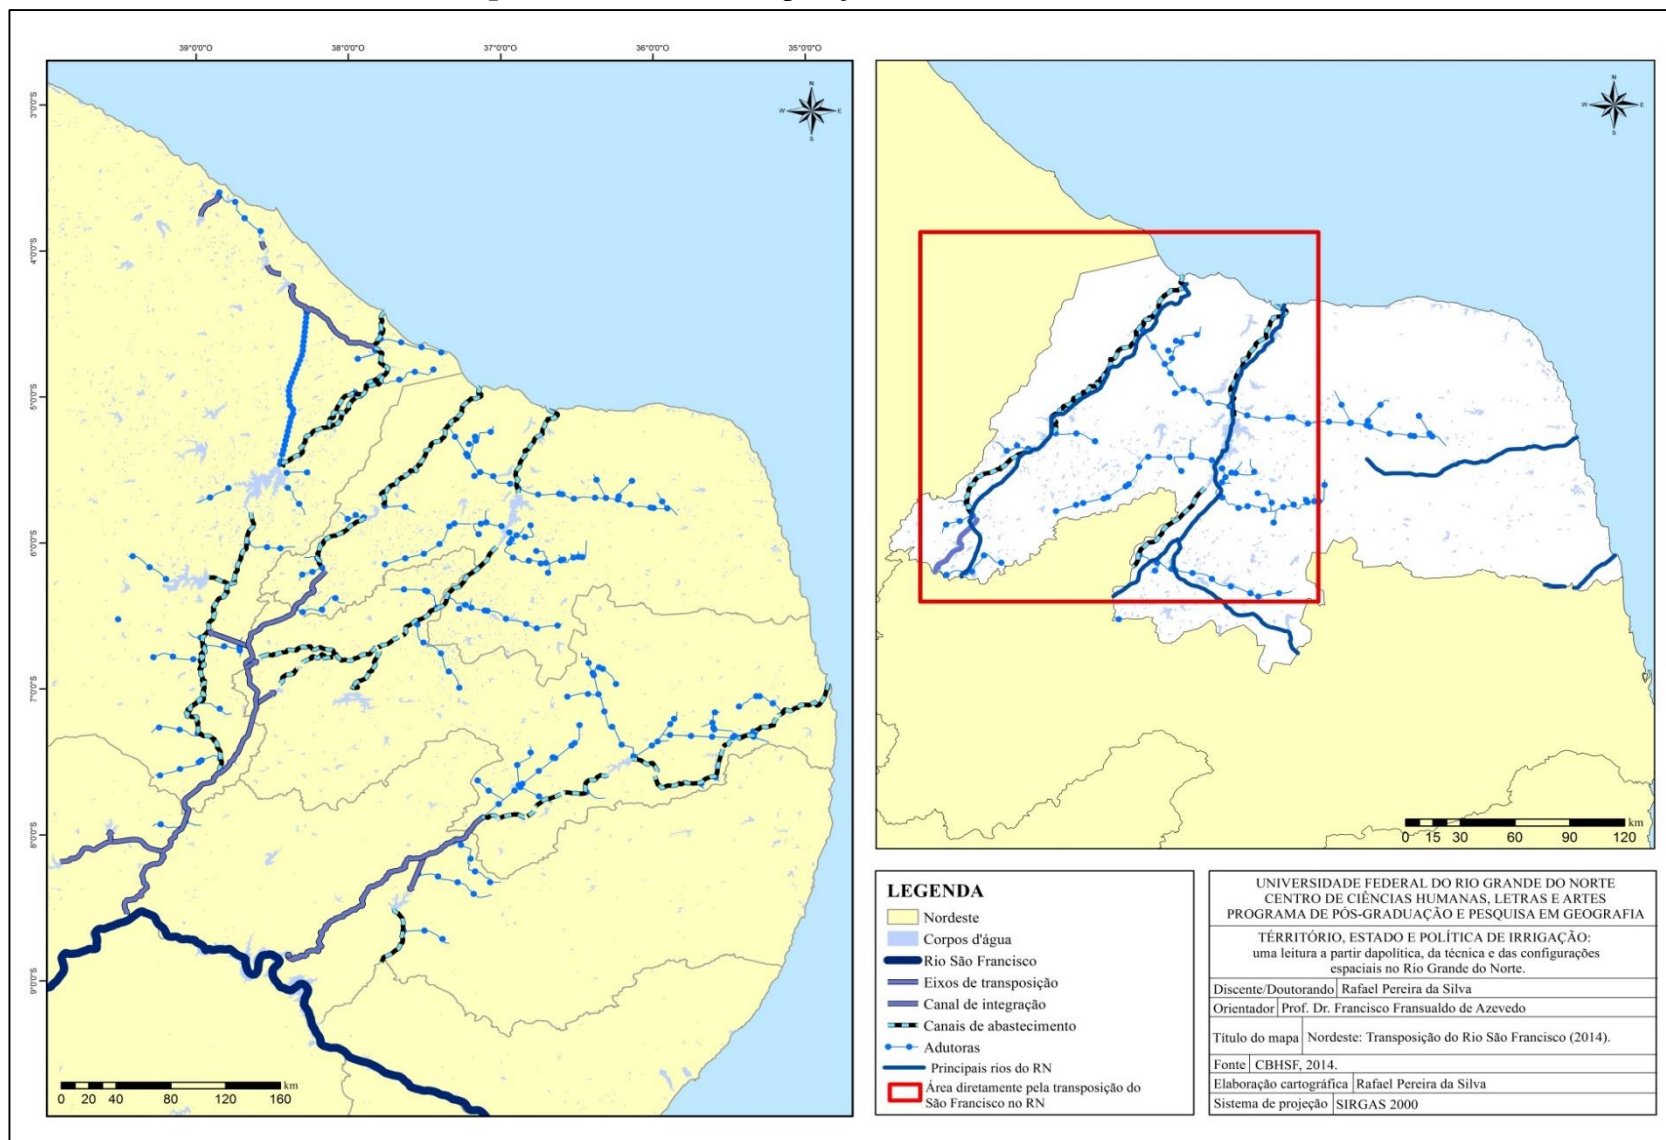 39°0'0"O 38°0'0"O 37°0'0"O 36°0'0"O 35°0'0"O
3°0'0"S
4°0'0"S
5°0'0"S
6°0'0"S
7°0'0"S
8°0'0"S
9°0'0"S
N
W E
S
km
0 20 40 80 120 160
N
W E
S
km
0 15 30 60 90 120
LEGENDA
Nordeste
Corpos d'água
Rio São Francisco
Eixos de transposição
Canal de integração
Canais de abastecimento
Adutoras
Principais rios do RN
Área diretamente pela transposição do
São Francisco no RN
UNIVERSIDADE FEDERAL DO RIO GRANDE DO NORTE
CENTRO DE CIÊNCIAS HUMANAS, LETRAS E ARTES
PROGRAMA DE PÓS-GRADUAÇÃO E PESQUISA EM GEOGRAFIA
TÉRRITÓRIO, ESTADO E POLÍTICA DE IRRIGAÇÃO:
uma leitura a partir dapolítica, da técnica e das configurações
espaciais no Rio Grande do Norte.
Discente/Doutorando Rafael Pereira da Silva
Orientador Prof. Dr. Francisco Fransualdo de Azevedo
Título do mapa Nordeste: Transposição do Rio São Francisco (2014).
Fonte CBHSF, 2014.
Elaboração cartográfica Rafael Pereira da Silva
Sistema de projeção SIRGAS 2000